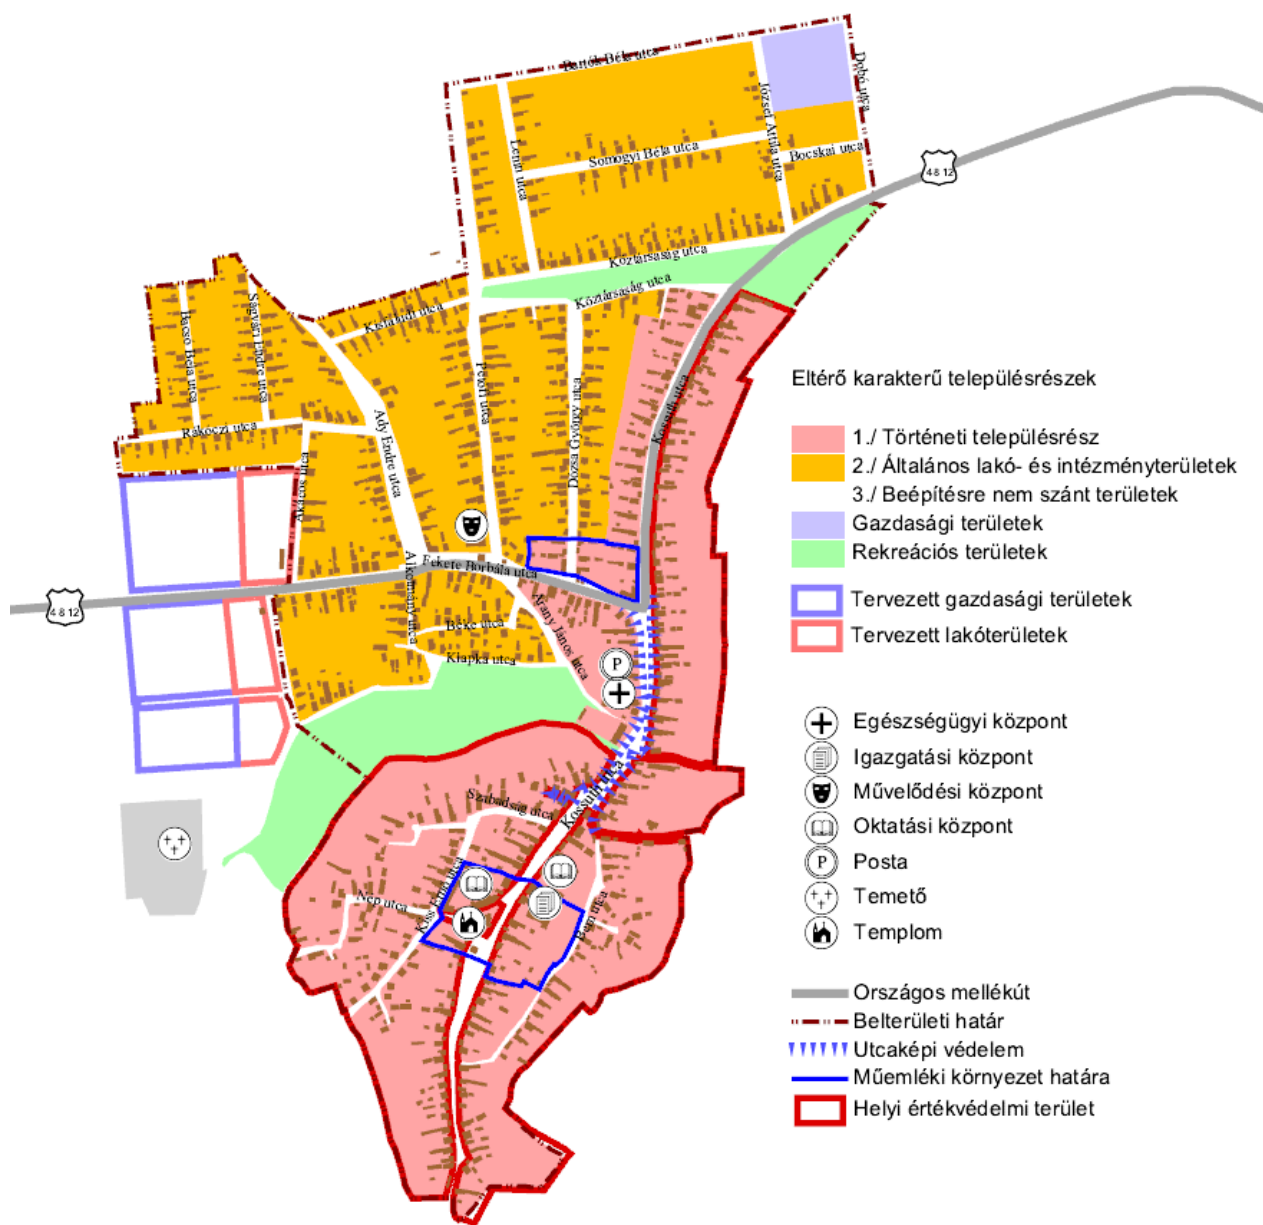 Bartók Béla utca
Dobó utca
József Attila utca
Lenin utca
Somogyi Béla utca
Bocskai utca
4812
Köztársaság utca
Köztársaság utca
Kisfaludi utca
Bacsó Béla utca
Ságvári Endre utca
Petőfi utca
Dózsa György utca
Kossuth utca
Rákóczi utca
Ady Endre utca
Akácos utca
Fekete Borbála utca
Alkotmány utca
Arany János utca
4812
Béke utca
Klapka utca
P
Kossuth utca
Szabadság utca
Kiss Ernő utca
Nép utca
Bem utca
Eltérő karakterű településrészek
1./ Történeti településrész
2./ Általános lakó- és intézményterületek
3./ Beépítésre nem szánt területek
Gazdasági területek
Rekreációs területek
Tervezett gazdasági területek
Tervezett lakóterületek
Egészségügyi központ
Igazgatási központ
Művelődési központ
Oktatási központ
P Posta
Temető
Templom
Országos mellékút
Belterületi határ
Utcaképi védelem
Műemléki környezet határa
Helyi értékvédelmi terület